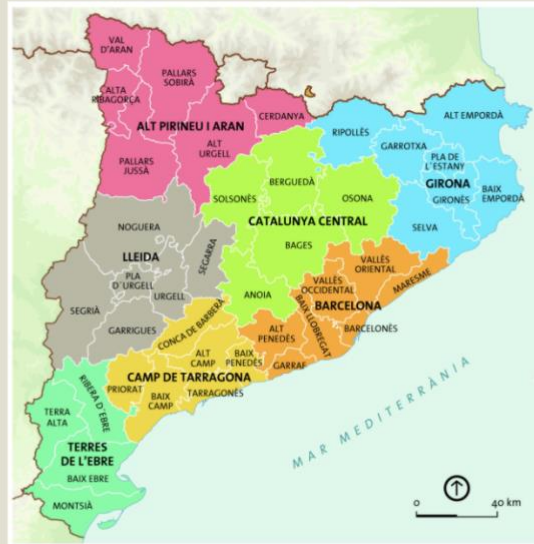 VAL
D'ARAN
PALLARS
SOBIRÀ
CALTA
RIBAGORÇA
ALT PIRINEU I ARAN
CERDANYA
ALT
URGELL
PALLARS
JUSSÀ
RIPOLLÈS
ALT EMPORDÀ
GARROTXA
PLA DE
L'ESTANY
GIRONA
GIRONÈS
BAIX
EMPORDÀ
SELVA
BERGUEDÀ
SOLSONÈS
OSONA
CATALUNYA CENTRAL
BAGES
ANOIA
NOGUERA
LLEIDA
SEGARRA
PLA
D'URGELL
URGELL
SEGRIÀ
GARRIGUES
VALLÈS
ORIENTAL
VALLÈS
OCCIDENTAL
MARESME
BARCELONA
BAIX LLOBREGAT
BARCELONÈS
ALT
PENEDÈS
GARRAF
CONCA DE BARBERÀ
ALT
CAMP
BAIX
PENEDÈS
CAMP DE TARRAGONA
PRIORAT
BAIX
CAMP
TARRAGONÈS
RIBERA D'EBRE
TERRA
ALTA
TERRES
DE L'EBRE
BAIX EBRE
MONTSIÀ
MAR MEDITERRÀNIA
0 40 km